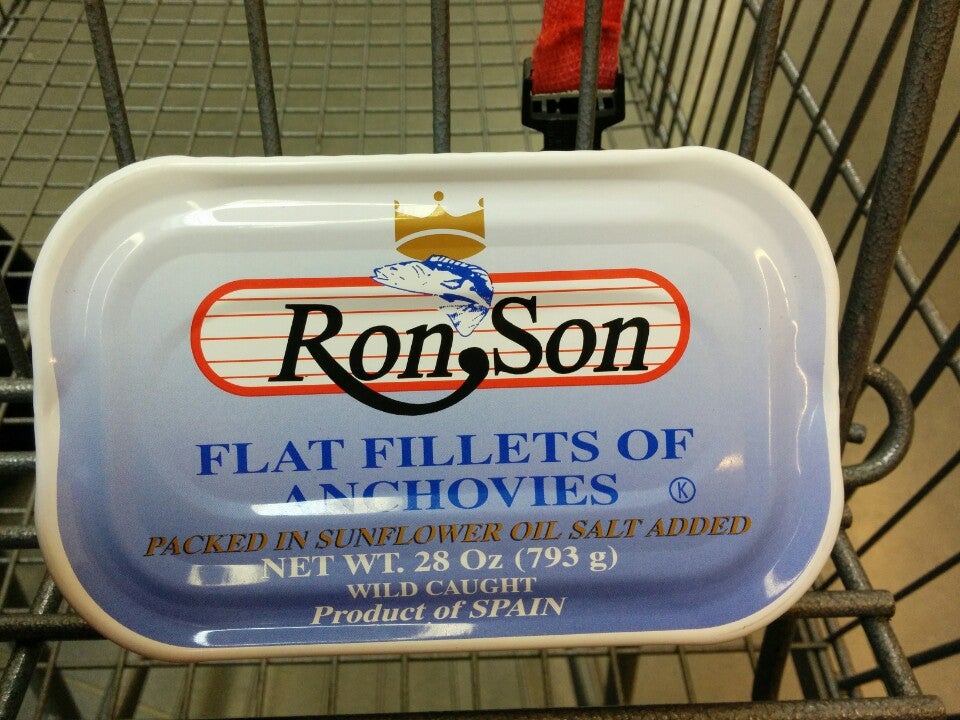 Ron,Son
FLAT FILLETS OF
ANCHOVIES K
PACKED IN SUNFLOWER OIL SALT ADDED
NET WT. 28 Oz (793 g)
WILD CAUGHT
Product of SPAIN